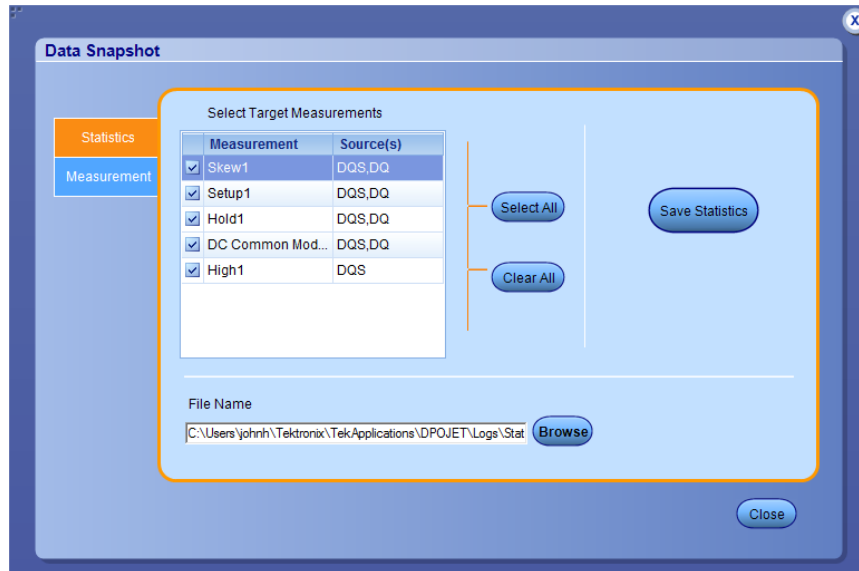 X
Data Snapshot
Statistics
Measurement
Select Target Measurements
Measurement Source(s)
Skew1 DQS,DQ
Setup1 DQS,DQ
Hold1 DQS,DQ
DC Common Mod... DQS,DQ
High1 DQS
Select All
Clear All
Save Statistics
File Name
C:\Users\johnh\Tektronix\TekApplications\DPOJET\Logs\Stat Browse
Close